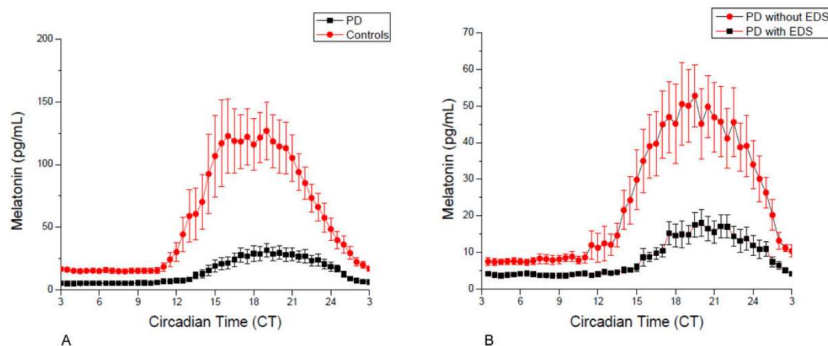 PD
Controls
200
150
100
50
0
Melatonin (pg/mL)
3 6 9 12 15 18 21 24 3
Circadian Time (CT)
A
PD without EDS
PD with EDS
70
60
50
40
30
20
10
0
Melatonin (pg/mL)
3 6 9 12 15 18 21 24 3
Circadian Time (CT)
B